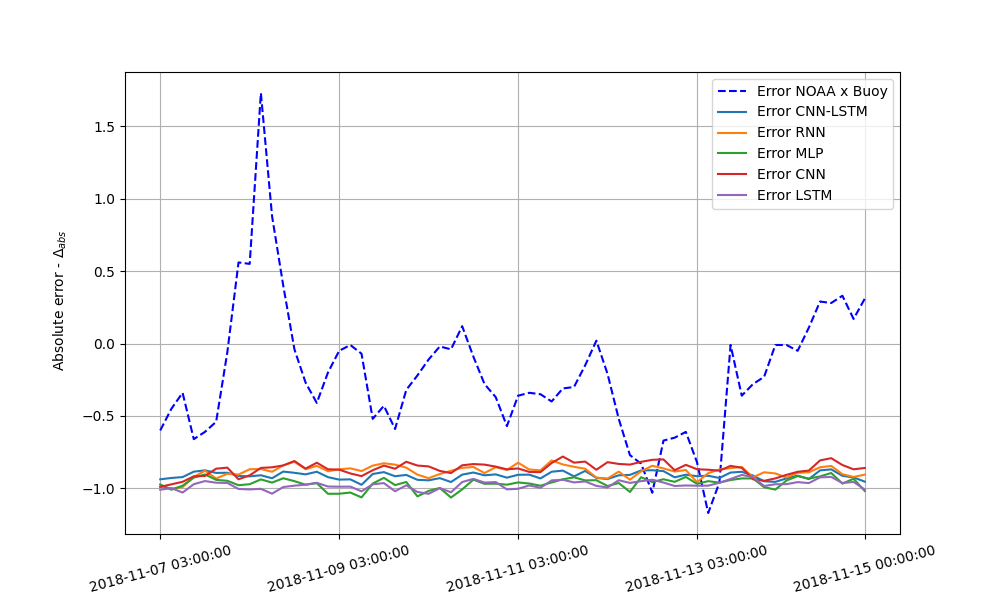 Error NOAA x Buoy
Error CNN-LSTM
Error RNN
Error MLP
Error CNN
Error LSTM
1.5
1.0
0.5
0.0
−0.5
−1.0
Absolute error - Δabs
2018-11-07 03:00:00
2018-11-09 03:00:00
2018-11-11 03:00:00
2018-11-13 03:00:00
2018-11-15 00:00:00